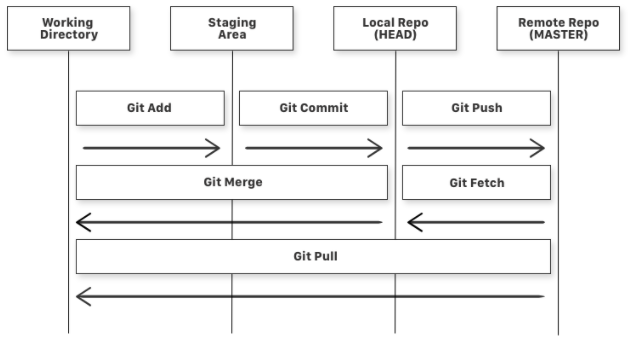 Working
Directory
Staging
Area
Local Repo
(HEAD)
Remote Repo
(MASTER)
Git Add
Git Commit
Git Push
Git Merge
Git Fetch
Git Pull